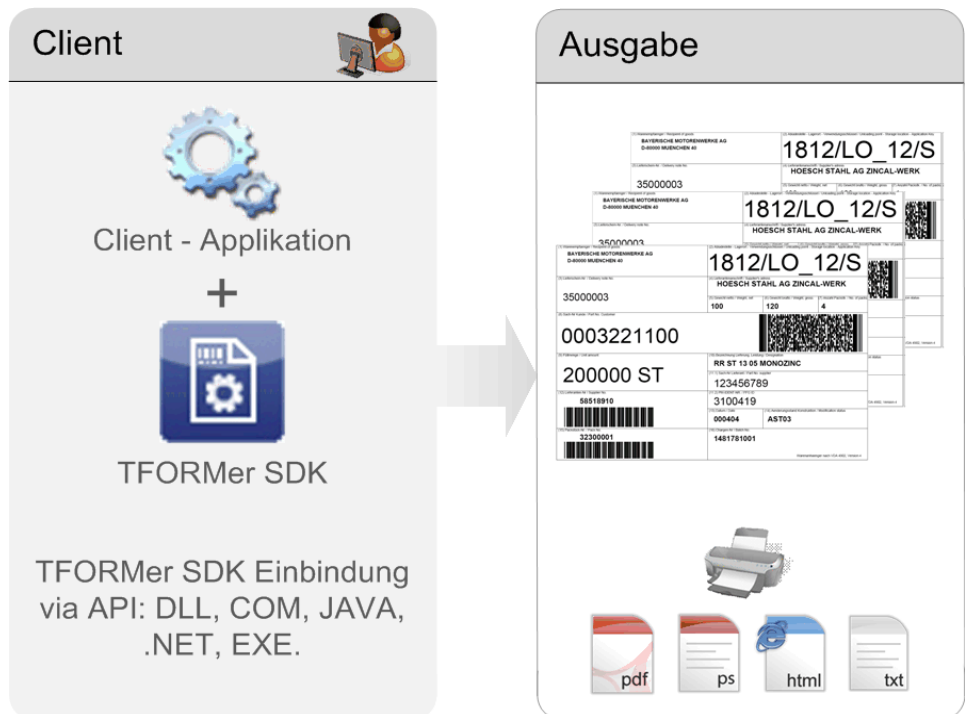 Client
Client - Applikation
+
TFORMer SDK
TFORMer SDK Einbindung
via API: DLL, COM, JAVA,
.NET, EXE.
Ausgabe
BAYERISCHE MOTORENWERKE AG
D-80000 MUENCHEN 40
1812/LO_12/S
HOESCH STAHL AG ZINCAL-WERK
35000003
BAYERISCHE MOTORENWERKE AG
D-80000 MUENCHEN 40
1812/LO_12/S
HOESCH STAHL AG ZINCAL-WERK
35000003
BAYERISCHE MOTORENWERKE AG
D-80000 MUENCHEN 40
1812/LO_12/S
HOESCH STAHL AG ZINCAL-WERK
35000003
100 120 4
0003221100
RR ST 13 05 MONOZINC
200000 ST
123456789
3100419
58518910
000404 AST03
32300001
1481781001
pdf
ps
html
txt